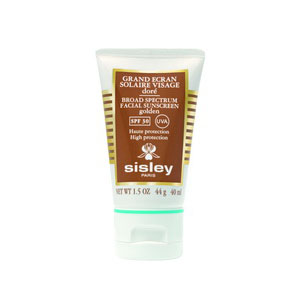 GRAND ECRAN
SOLAIRE VISAGE
doré
BROAD SPECTRUM
FACIAL SUNSCREEN
golden
SPF 30 UVA
Haute protection
High protection
sisley
PARIS
NET WT 1.5 OZ 44 g 40 ml